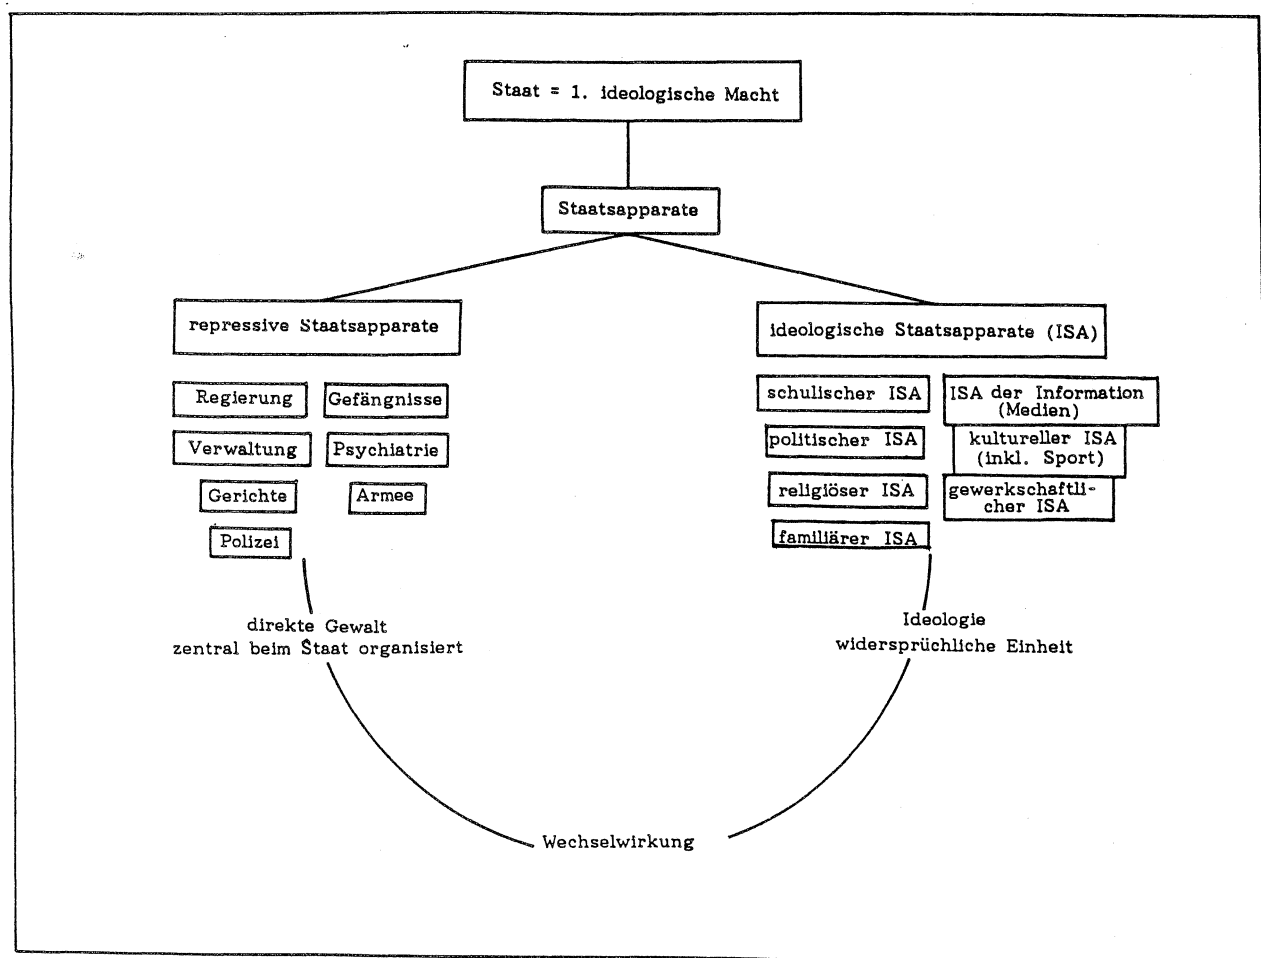 Staat = 1. ideologische Macht
Staatsapparate
repressive Staatsapparate
ideologische Staatsapparate (ISA)
Regierung
Gefängnisse
Verwaltung
Psychiatrie
Gerichte
Armee
Polizei
schulischer ISA
ISA der Information
(Medien)
politischer ISA
kultureller ISA
(inkl. Sport)
religiöser ISA
gewerkschaftli-
cher ISA
familiärer ISA
direkte Gewalt
zentral beim Staat organisiert
Ideologie
widersprüchliche Einheit
Wechselwirkung